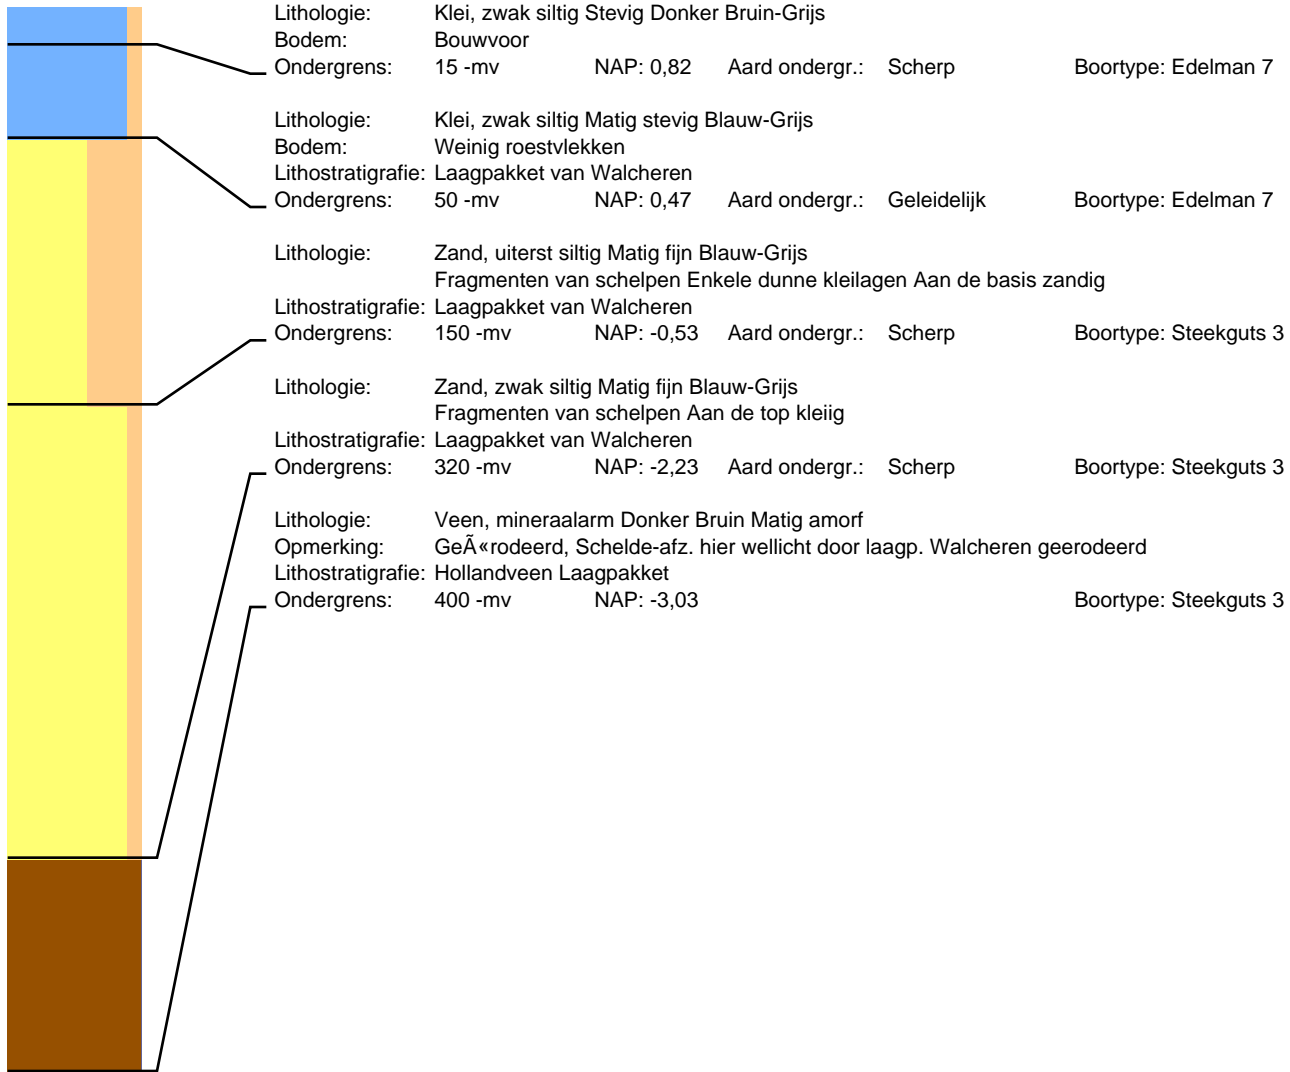 Lithologie: Klei, zwak siltig Stevig Donker Bruin-Grijs
Bodem: Bouwvoor
Ondergrens: 15 -mv NAP: 0,82 Aard ondergr.: Scherp Boortype: Edelman 7
Lithologie: Klei, zwak siltig Matig stevig Blauw-Grijs
Bodem: Weinig roestvlekken
Lithostratigrafie: Laagpakket van Walcheren
Ondergrens: 50 -mv NAP: 0,47 Aard ondergr.: Geleidelijk Boortype: Edelman 7
Lithologie: Zand, uiterst siltig Matig fijn Blauw-Grijs
Fragmenten van schelpen Enkele dunne kleilagen Aan de basis zandig
Lithostratigrafie: Laagpakket van Walcheren
Ondergrens: 150 -mv NAP: -0,53 Aard ondergr.: Scherp Boortype: Steekguts 3
Lithologie: Zand, zwak siltig Matig fijn Blauw-Grijs
Fragmenten van schelpen Aan de top kleiig
Lithostratigrafie: Laagpakket van Walcheren
Ondergrens: 320 -mv NAP: -2,23 Aard ondergr.: Scherp Boortype: Steekguts 3
Lithologie: Veen, mineraalarm Donker Bruin Matig amorf
Opmerking: GeÃ«rodeerd, Schelde-afz. hier wellicht door laagp. Walcheren geerodeerd
Lithostratigrafie: Hollandveen Laagpakket
Ondergrens: 400 -mv NAP: -3,03 Boortype: Steekguts 3